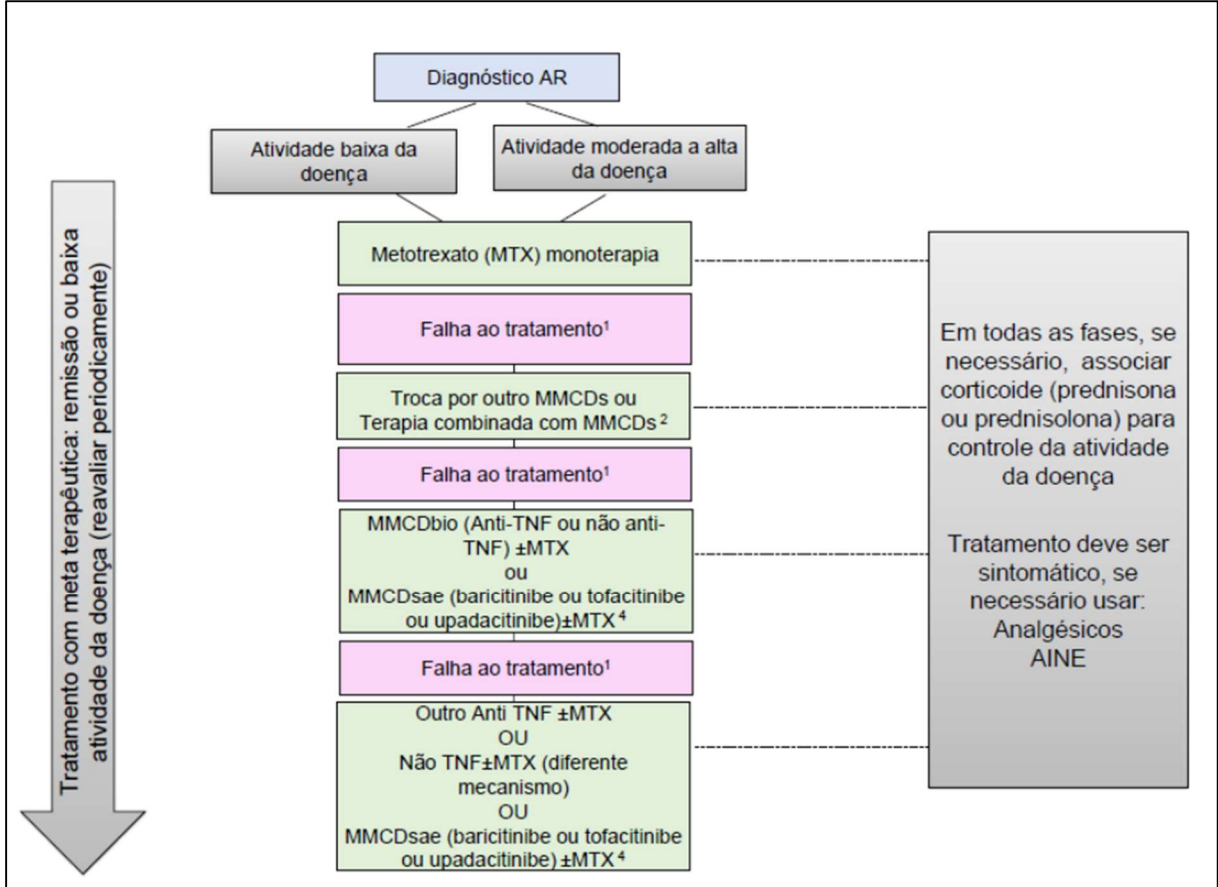 Diagnóstico AR
Atividade baixa da
doença
Atividade moderada a alta
da doença
Tratamento com meta terapêutica: remissão ou baixa
atividade da doença (reavaliar periodicamente)
Metotrexato (MTX) monoterapia
Falha ao tratamento¹
Troca por outro MMCDs ou
Terapia combinada com MMCDs ²
Falha ao tratamento¹
MMCDbio (Anti-TNF ou não anti-
TNF) ±MTX
ou
MMCDsae (baricitinibe ou tofacitinibe
ou upadacitinibe)±MTX ⁴
Falha ao tratamento¹
Outro Anti TNF ±MTX
OU
Não TNF±MTX (diferente
mecanismo)
OU
MMCDsae (baricitinibe ou tofacitinibe
ou upadacitinibe) ±MTX ⁴
Em todas as fases, se
necessário, associar
corticoide (prednisona
ou prednisolona) para
controle da atividade
da doença
Tratamento deve ser
sintomático, se
necessário usar:
Analgésicos
AINE